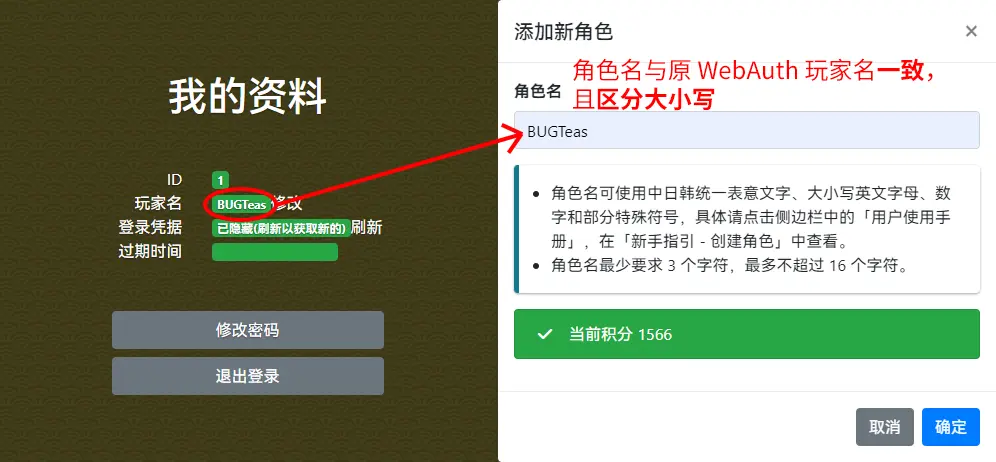 我的资料
ID 1
玩家名 BUGTeas 修改
登录凭据 已隐藏(刷新以获取新的) 刷新
过期时间
修改密码
退出登录
添加新角色
×
角色名与原 WebAuth 玩家名一致，
且区分大小写
角色名
BUGTeas
角色名可使用中日韩统一表意文字、大小写英文字母、数
字和部分特殊符号，具体请点击侧边栏中的「用户使用手
册」，在「新手指引 - 创建角色」中查看。
角色名最少要求 3 个字符，最多不超过 16 个字符。
当前积分 1566
取消 确定